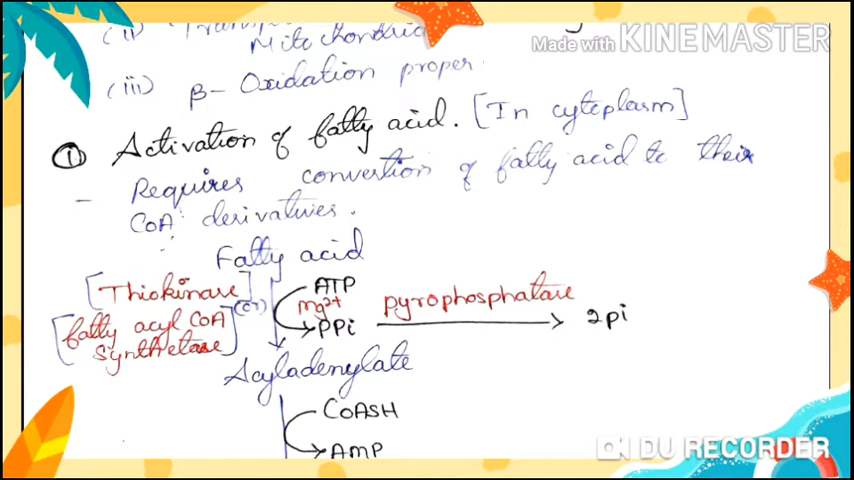 (ii)
Mitochondria
Made with KINEMASTER
(iii) β- Oxidation proper.
① Activation of fatty acid. [In cytoplasm]
- Requires convertion of fatty acid to their
CoA derivatives.
Fatty acid
[Thiokinase]
(or)
[fatty acyl CoA
synthetase]
ATP
Mg2+
PPi
pyrophosphatase
2Pi
Acyladenylate
CoASH
AMP
DU RECORDER